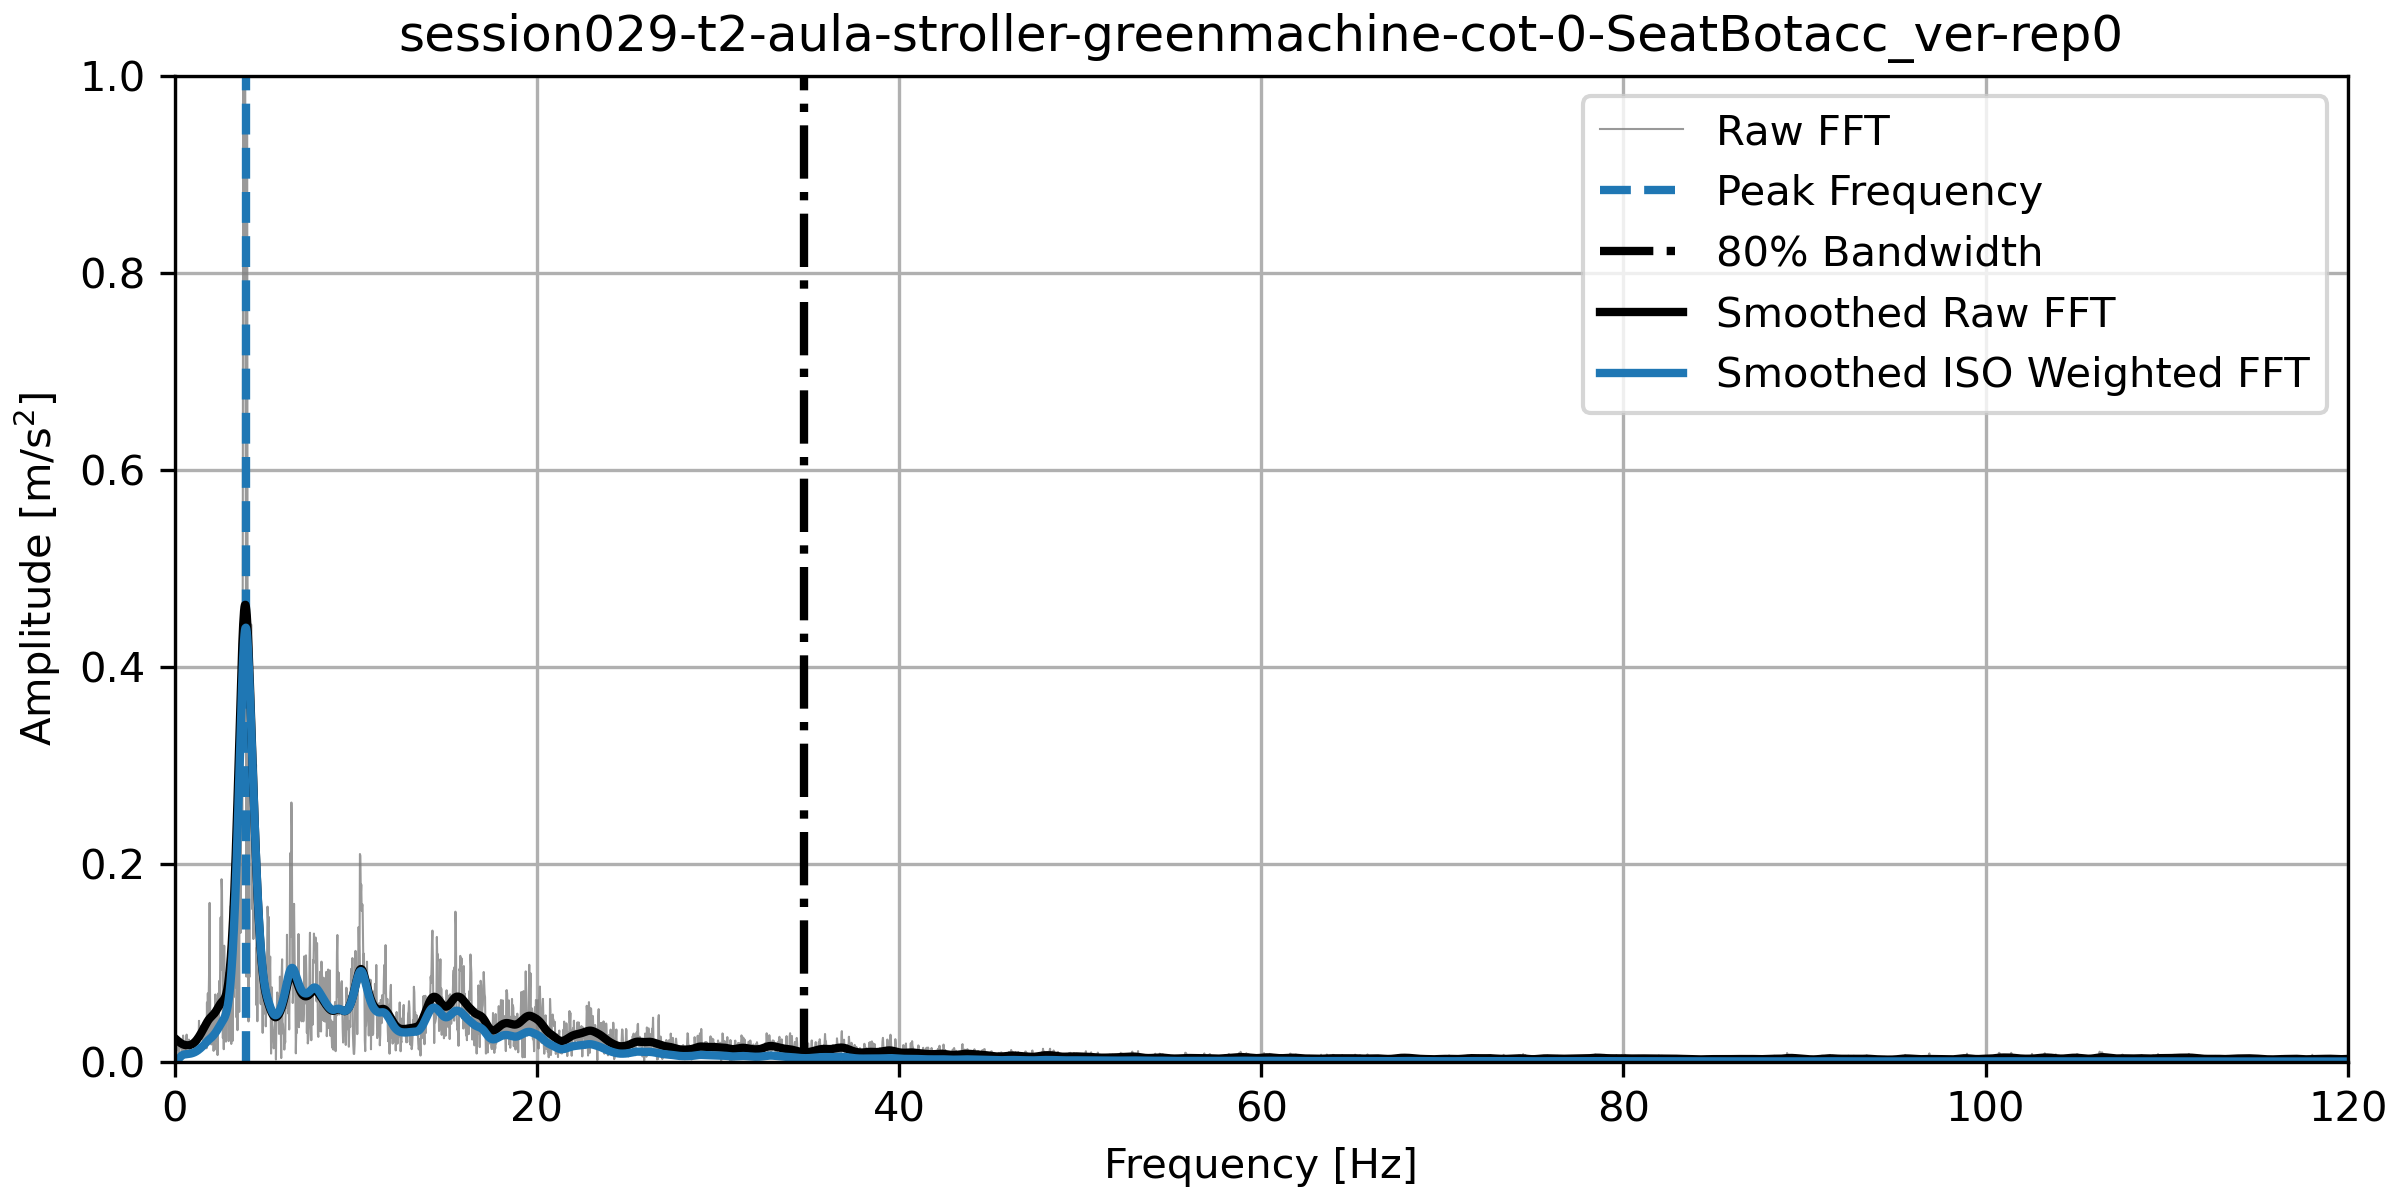 session029-t2-aula-stroller-greenmachine-cot-0-SeatBotacc_ver-rep0
1.0
0.8
0.6
0.4
0.2
0.0
Amplitude [m/s²]
Raw FFT
Peak Frequency
80% Bandwidth
Smoothed Raw FFT
Smoothed ISO Weighted FFT
0 20 40 60 80 100 120
Frequency [Hz]